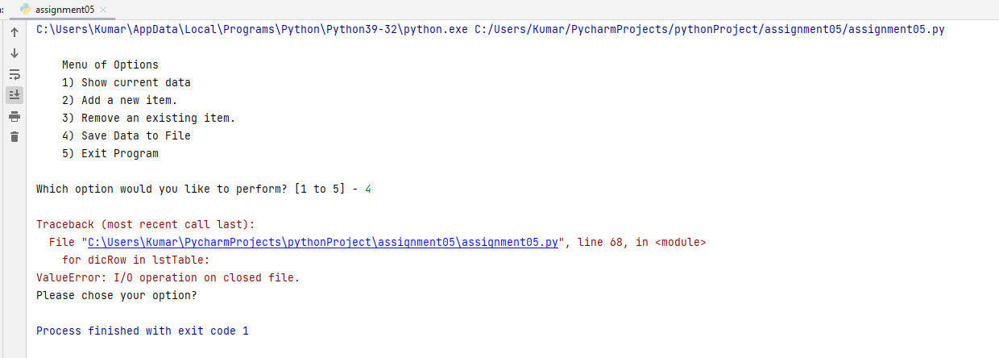 assignment05
C:\Users\Kumar\AppData\Local\Programs\Python\Python39-32\python.exe C:/Users/Kumar/PycharmProjects/pythonProject/assignment05/assignment05.py
Menu of Options
1) Show current data
2) Add a new item.
3) Remove an existing item.
4) Save Data to File
5) Exit Program
Which option would you like to perform? [1 to 5] - 4
Traceback (most recent call last):
File "C:\Users\Kumar\PycharmProjects\pythonProject\assignment05\assignment05.py", line 68, in <module>
for dicRow in lstTable:
ValueError: I/O operation on closed file.
Please chose your option?
Process finished with exit code 1